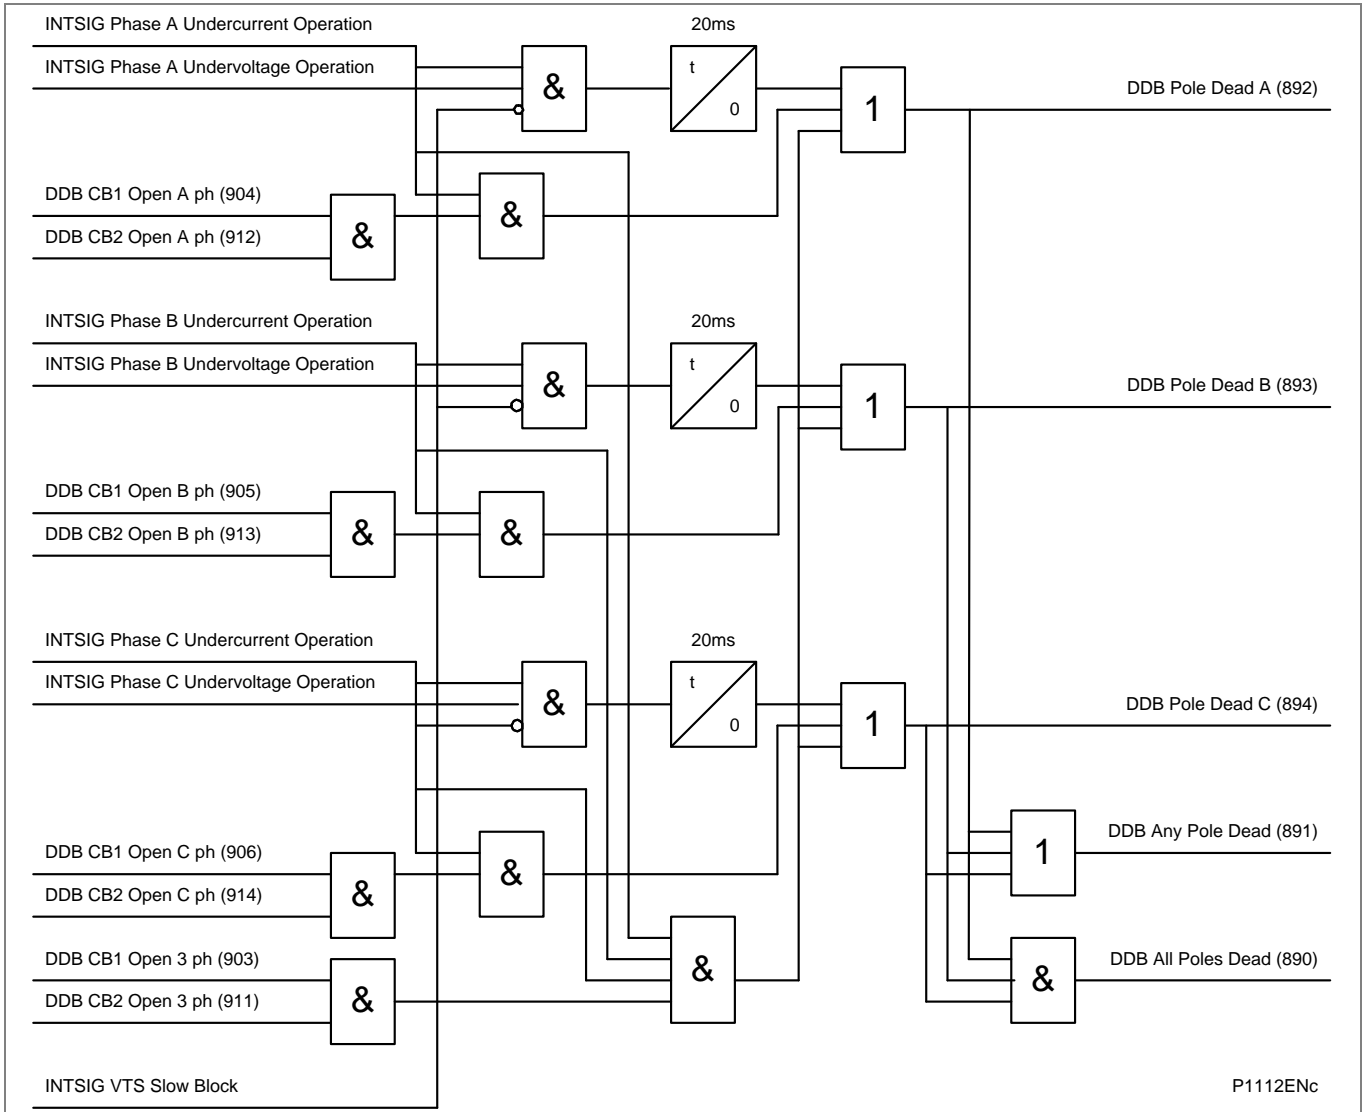 INTSIG Phase A Undercurrent Operation
20ms
INTSIG Phase A Undervoltage Operation
&
t
0
1
DDB Pole Dead A (892)
DDB CB1 Open A ph (904)
DDB CB2 Open A ph (912)
&
&
INTSIG Phase B Undercurrent Operation
20ms
INTSIG Phase B Undervoltage Operation
&
t
0
1
DDB Pole Dead B (893)
DDB CB1 Open B ph (905)
DDB CB2 Open B ph (913)
&
&
INTSIG Phase C Undercurrent Operation
20ms
INTSIG Phase C Undervoltage Operation
&
t
0
1
DDB Pole Dead C (894)
DDB CB1 Open C ph (906)
DDB CB2 Open C ph (914)
&
&
1
DDB Any Pole Dead (891)
DDB CB1 Open 3 ph (903)
DDB CB2 Open 3 ph (911)
&
&
&
DDB All Poles Dead (890)
INTSIG VTS Slow Block
P1112ENc